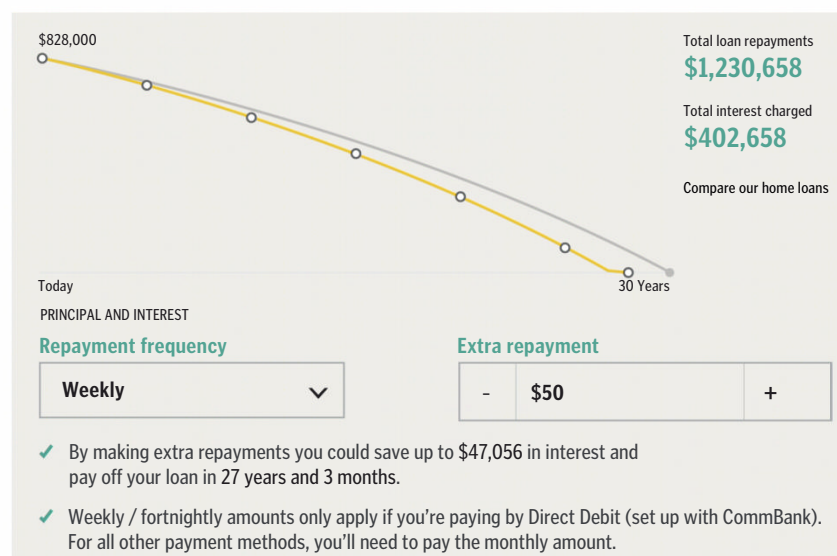 $828,000
Total loan repayments
$1,230,658
Total interest charged
$402,658
Compare our home loans
Today
30 Years
PRINCIPAL AND INTEREST
Repayment frequency
Extra repayment
Weekly
-
$50
+
By making extra repayments you could save up to $47,056 in interest and
pay off your loan in 27 years and 3 months.
Weekly / fortnightly amounts only apply if you're paying by Direct Debit (set up with CommBank).
For all other payment methods, you'll need to pay the monthly amount.